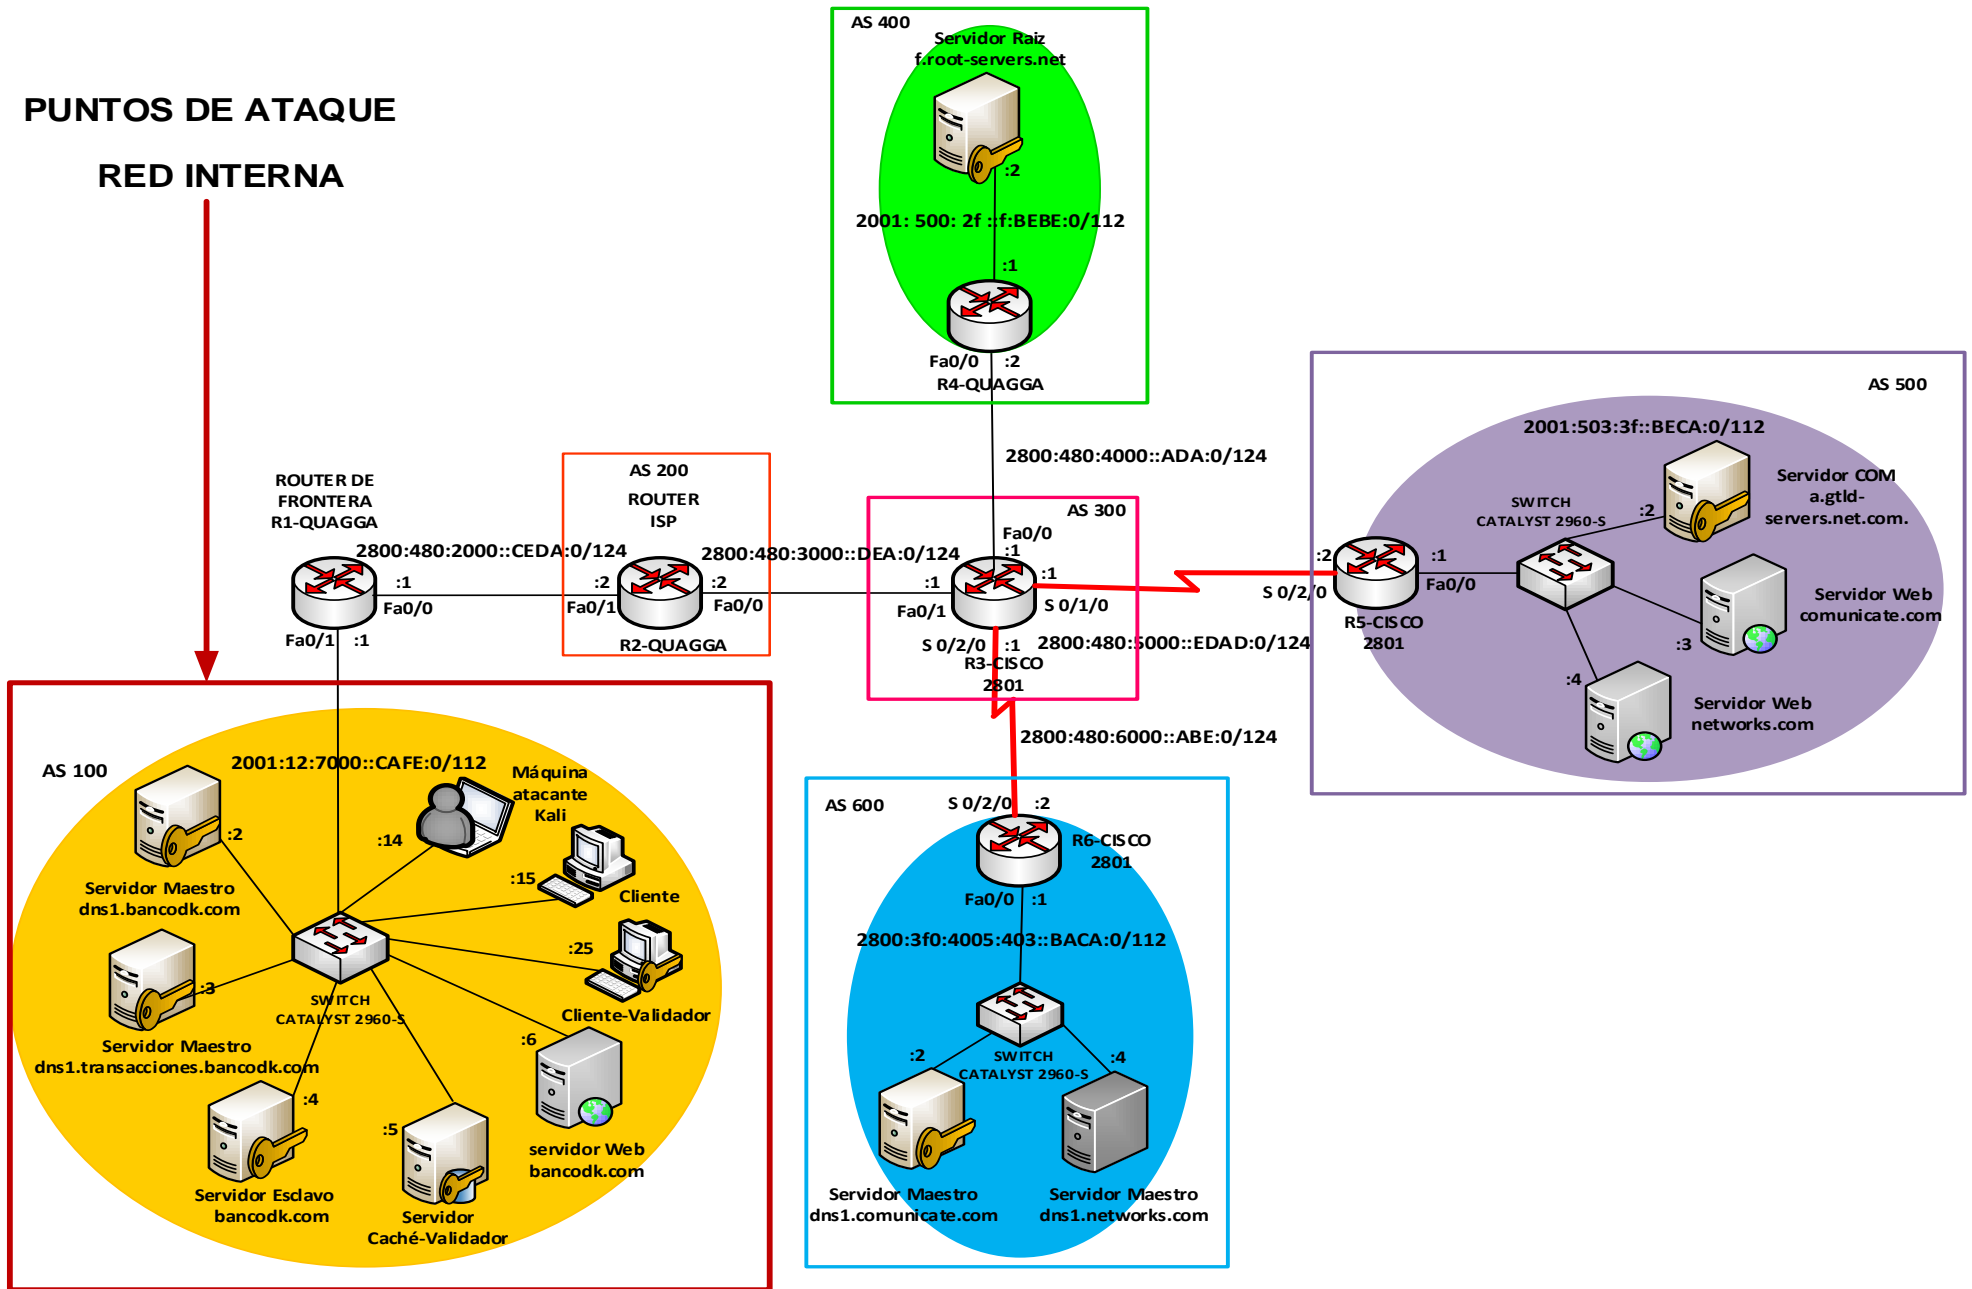 PUNTOS DE ATAQUE
RED INTERNA
AS 400
Servidor Raiz
f.root-servers.net
:2
2001: 500: 2f ::f:BEBE:0/112
:1
Fa0/0 :2
R4-QUAGGA
2800:480:4000::ADA:0/124
ROUTER DE
FRONTERA
R1-QUAGGA
2800:480:2000::CEDA:0/124
:1
Fa0/0
Fa0/1 :1
AS 200
ROUTER
ISP
:2
Fa0/1
:2
Fa0/0
R2-QUAGGA
2800:480:3000::DEA:0/124
AS 300
Fa0/0
:1
:1
Fa0/1
:1
S 0/1/0
S 0/2/0 :1
R3-CISCO
2801
2800:480:5000::EDAD:0/124
2800:480:6000::ABE:0/124
AS 500
2001:503:3f::BECA:0/112
:2
S 0/2/0
R5-CISCO
2801
:1
Fa0/0
SWITCH
CATALYST 2960-S
:2
Servidor COM
a.gtld-
servers.net.com.
:3
Servidor Web
comunicate.com
:4
Servidor Web
networks.com
AS 100
2001:12:7000::CAFE:0/112
:2
Servidor Maestro
dns1.bancodk.com
:14
Máquina
atacante
Kali
:15
Cliente
:25
Cliente-Validador
:3
Servidor Maestro
dns1.transacciones.bancodk.com
SWITCH
CATALYST 2960-S
:6
servidor Web
bancodk.com
:4
Servidor Esclavo
bancodk.com
:5
Servidor
Caché-Validador
AS 600
S 0/2/0 :2
R6-CISCO
2801
Fa0/0 :1
2800:3f0:4005:403::BACA:0/112
SWITCH
CATALYST 2960-S
:2
Servidor Maestro
dns1.comunicate.com
:4
Servidor Maestro
dns1.networks.com